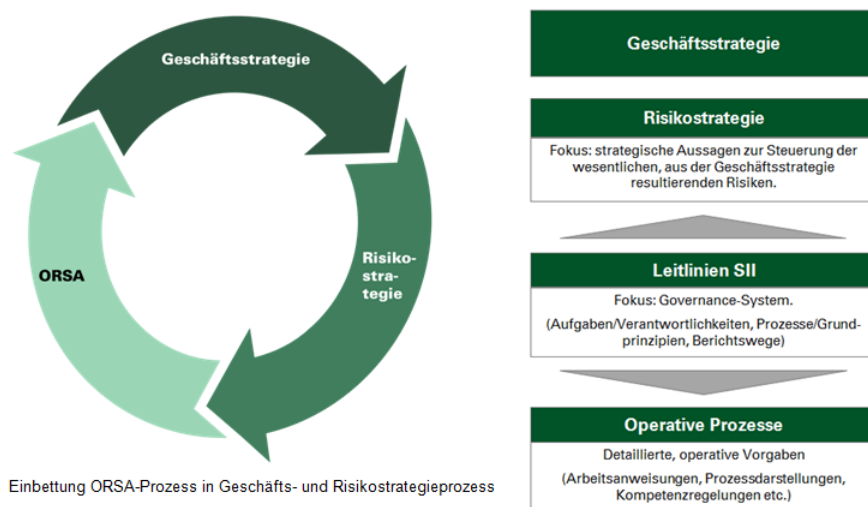 Geschäftsstrategie
Risiko-
stra-
tegie
ORSA
Einbettung ORSA-Prozess in Geschäfts- und Risikostrategieprozess
Geschäftsstrategie
Risikostrategie
Fokus: strategische Aussagen zur Steuerung der
wesentlichen, aus der Geschäftsstrategie
resultierenden Risiken.
Leitlinien SII
Fokus: Governance-System.
(Aufgaben/Verantwortlichkeiten, Prozesse/Grund-
prinzipien, Berichtswege)
Operative Prozesse
Detaillierte, operative Vorgaben
(Arbeitsanweisungen, Prozessdarstellungen,
Kompetenzregelungen etc.)